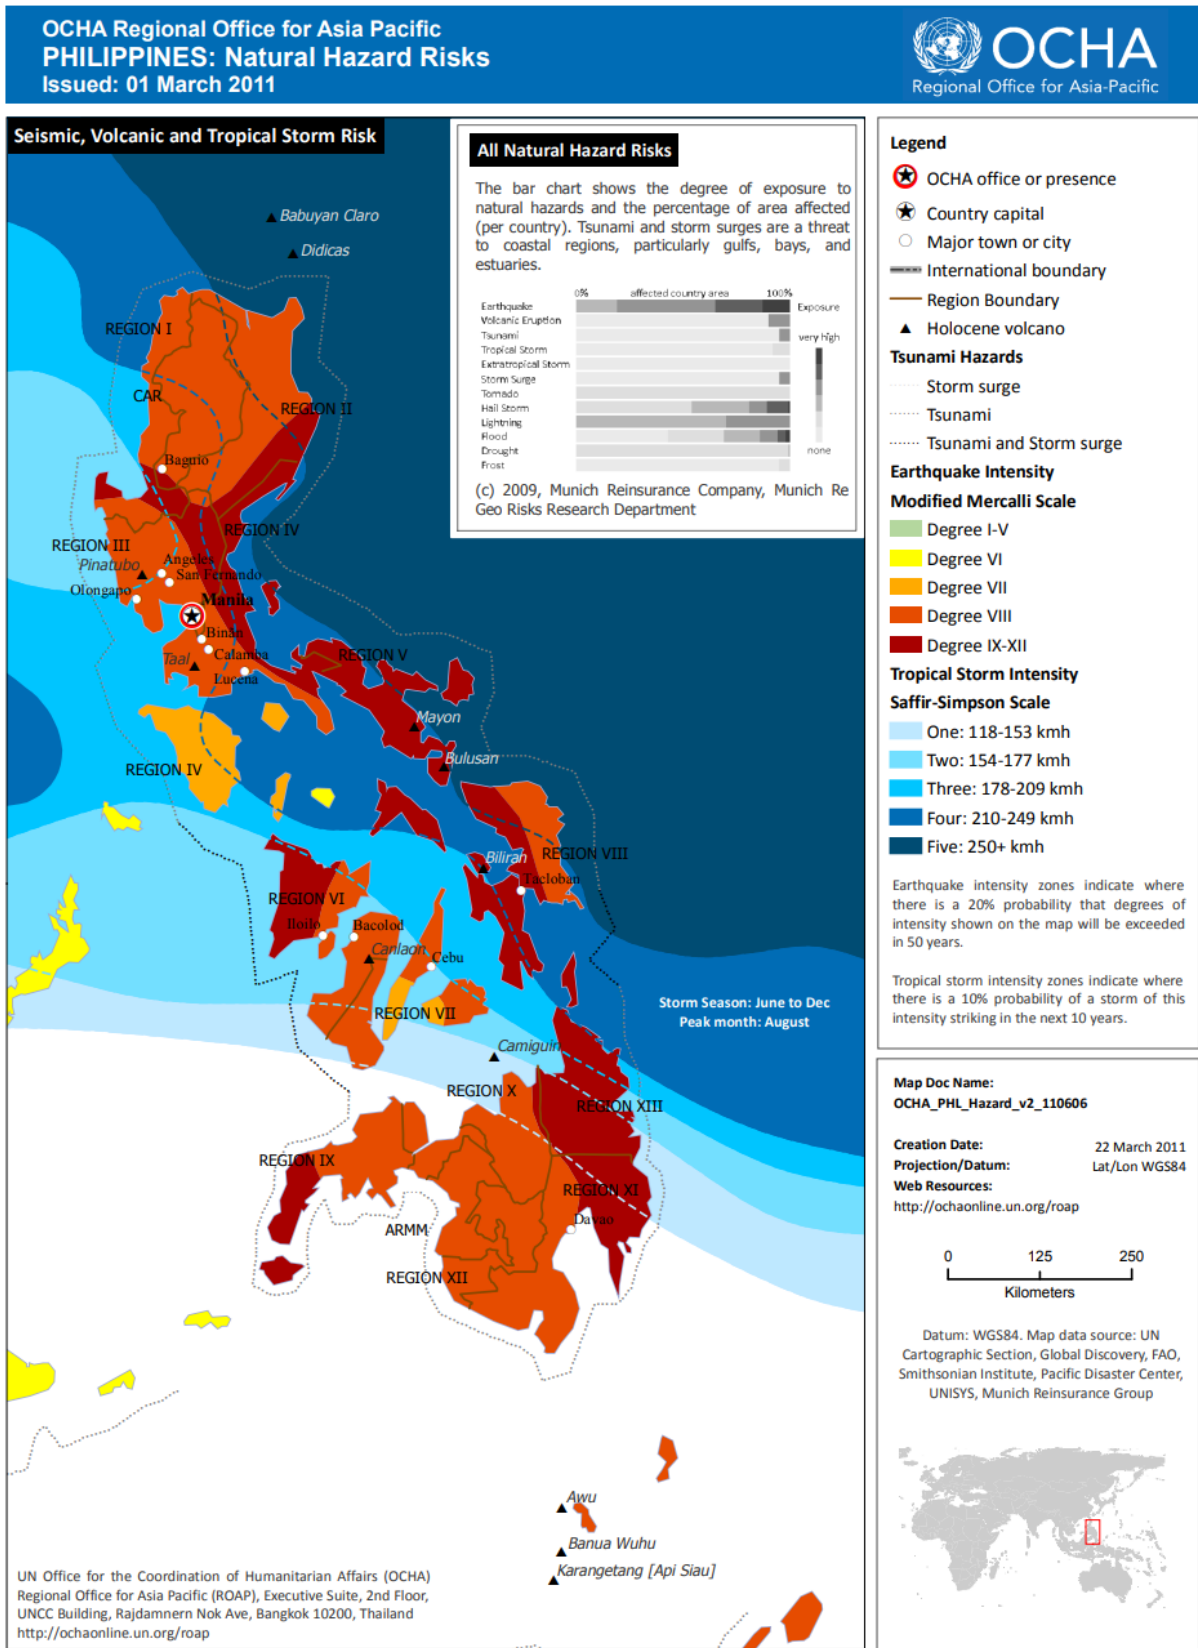 OCHA Regional Office for Asia Pacific
PHILIPPINES: Natural Hazard Risks
Issued: 01 March 2011
OCHA
Regional Office for Asia-Pacific
Seismic, Volcanic and Tropical Storm Risk
All Natural Hazard Risks
The bar chart shows the degree of exposure to
natural hazards and the percentage of area affected
(per country). Tsunami and storm surges are a threat
to coastal regions, particularly gulfs, bays, and
estuaries.
0% affected country area 100%
Exposure
Earthquake
Volcanic Eruption
Tsunami
Tropical Storm
Extratropical Storm
Storm Surge
Tornado
Hail Storm
Lightning
Flood
Drought
Frost
very high
none
(c) 2009, Munich Reinsurance Company, Munich Re
Geo Risks Research Department
Babuyan Claro
Didicas
REGION I
CAR
REGION II
Baguio
REGION IV
REGION III
Pinatubo
Angeles
San Fernando
Olongapo
Manila
Binan
Calamba
Taal
Lucena
REGION V
Mayon
Bulusan
REGION IV
Biliran
REGION VIII
Tacloban
REGION VI
Iloilo
Bacolod
Canlaon
Cebu
REGION VII
Storm Season: June to Dec
Peak month: August
Camiguin
REGION X
REGION XIII
REGION IX
REGION XI
ARMM
Davao
REGION XII
Awu
Banua Wuhu
Karangetang [Api Siau]
UN Office for the Coordination of Humanitarian Affairs (OCHA)
Regional Office for Asia Pacific (ROAP), Executive Suite, 2nd Floor,
UNCC Building, Rajdamnern Nok Ave, Bangkok 10200, Thailand
http://ochaonline.un.org/roap
Legend
OCHA office or presence
Country capital
Major town or city
International boundary
Region Boundary
Holocene volcano
Tsunami Hazards
Storm surge
Tsunami
Tsunami and Storm surge
Earthquake Intensity
Modified Mercalli Scale
Degree I-V
Degree VI
Degree VII
Degree VIII
Degree IX-XII
Tropical Storm Intensity
Saffir-Simpson Scale
One: 118-153 kmh
Two: 154-177 kmh
Three: 178-209 kmh
Four: 210-249 kmh
Five: 250+ kmh
Earthquake intensity zones indicate where
there is a 20% probability that degrees of
intensity shown on the map will be exceeded
in 50 years.
Tropical storm intensity zones indicate where
there is a 10% probability of a storm of this
intensity striking in the next 10 years.
Map Doc Name:
OCHA_PHL_Hazard_v2_110606
Creation Date: 22 March 2011
Projection/Datum: Lat/Lon WGS84
Web Resources:
http://ochaonline.un.org/roap
0 125 250
Kilometers
Datum: WGS84. Map data source: UN
Cartographic Section, Global Discovery, FAO,
Smithsonian Institute, Pacific Disaster Center,
UNISYS, Munich Reinsurance Group